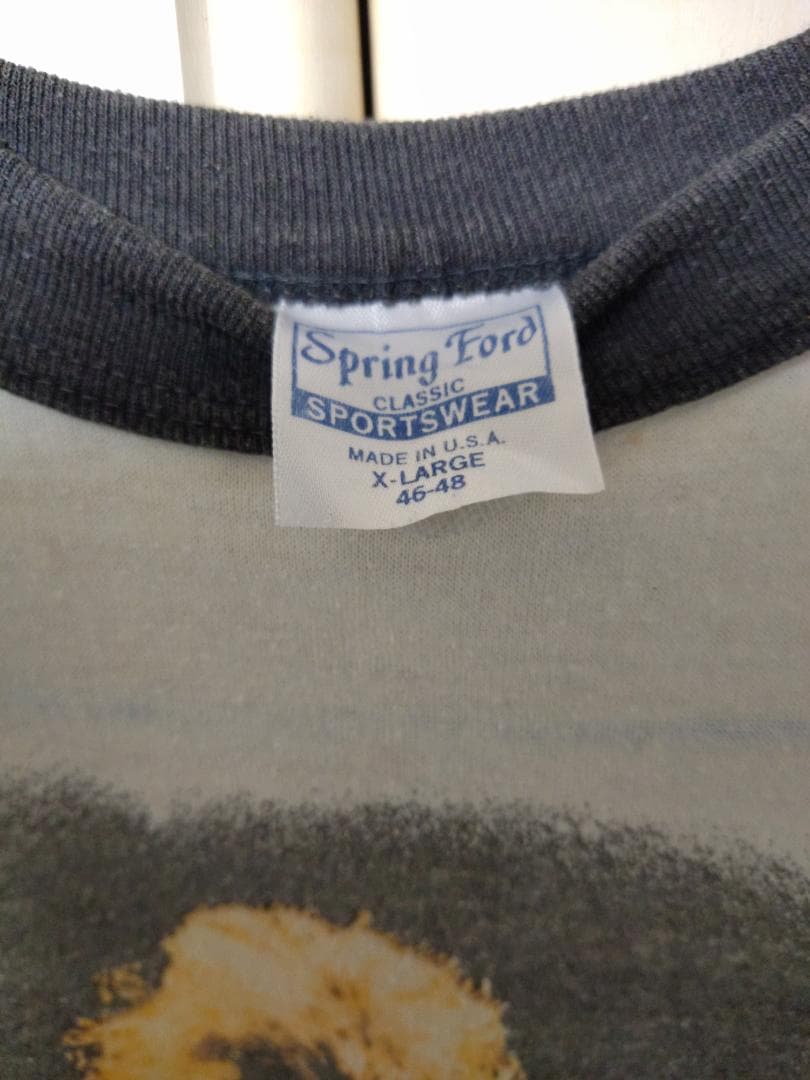 Spring Ford
CLASSIC
SPORTSWEAR
MADE IN U.S.A.
X-LARGE
46-48